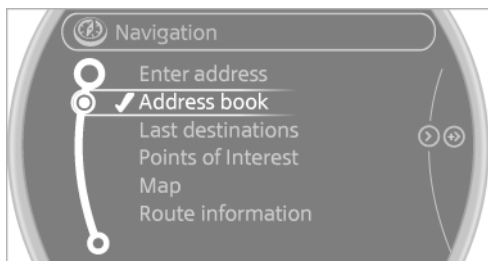 Navigation
Enter address
Address book
Last destinations
Points of Interest
Map
Route information